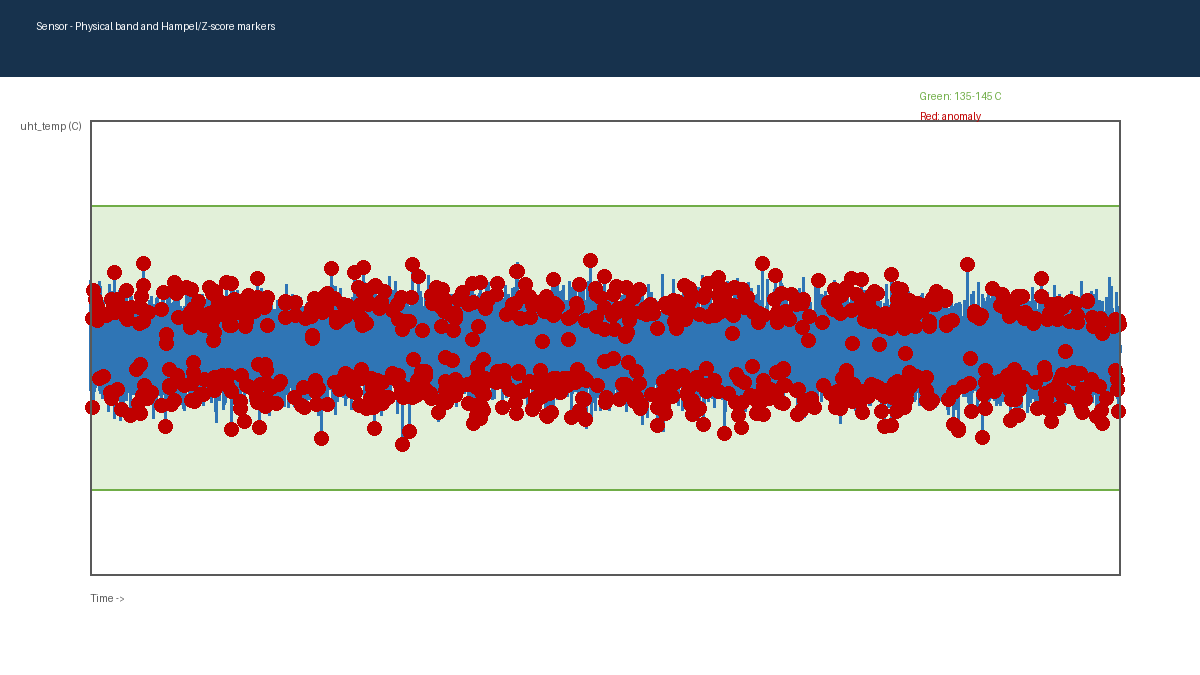 Sensor - Physical band and Hampel/Z-score markers
Green: 135-145 C
Red: anomaly
uht_temp (C)
Time ->